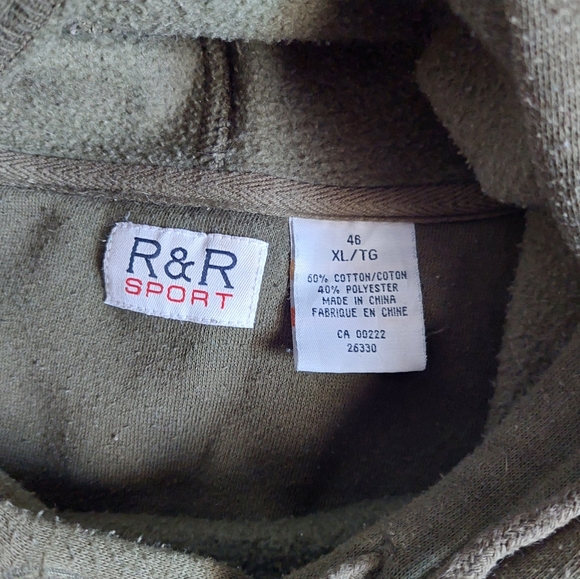 R&R
SPORT
46
XL/TG
60% COTTON/COTON
40% POLYESTER
MADE IN CHINA
FABRIQUE EN CHINE
CA 00222
26330